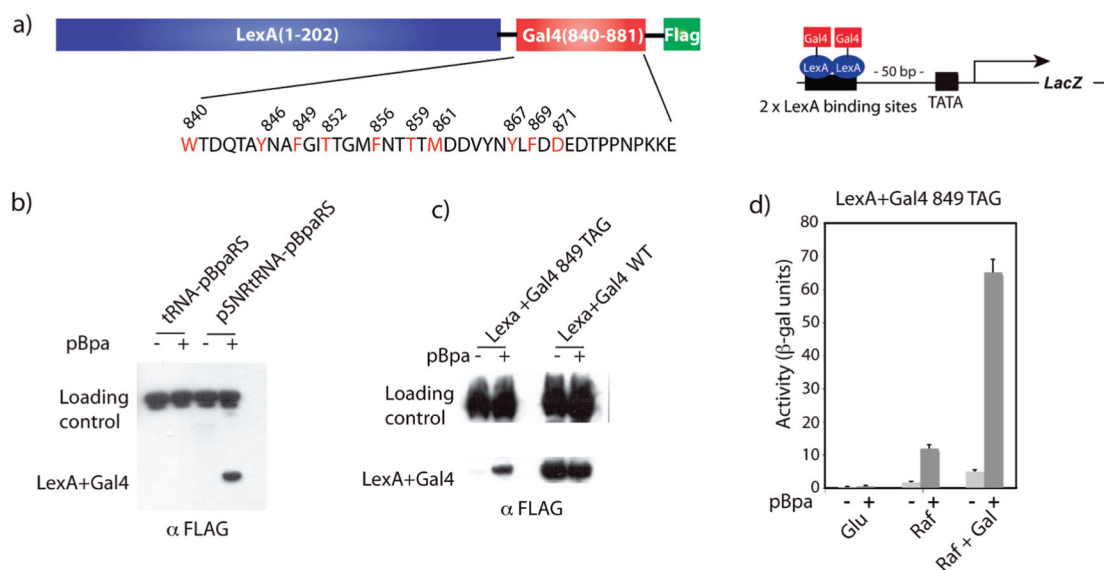 a)
LexA(1-202)
Gal4(840-881)
Flag
840
846
849
852
856
859
861
867
869
871
WTDQTAYNAFGITTGMFNTTTMDDVYNYLFDDEDTPPNPKKE
Gal4 Gal4
LexA LexA
- 50 bp -
LacZ
2 x LexA binding sites
TATA
b)
tRNA-pBpaRS
pSNRtRNA-pBpaRS
pBpa
- + - +
Loading
control
LexA+Gal4
α FLAG
c)
Lexa +Gal4 849 TAG
Lexa+Gal4 WT
pBpa
- + - +
Loading
control
LexA+Gal4
α FLAG
d)
LexA+Gal4 849 TAG
Activity (β-gal units)
80
70
60
50
40
30
20
10
0
pBpa
- + - + - +
Glu
Raf
Raf + Gal